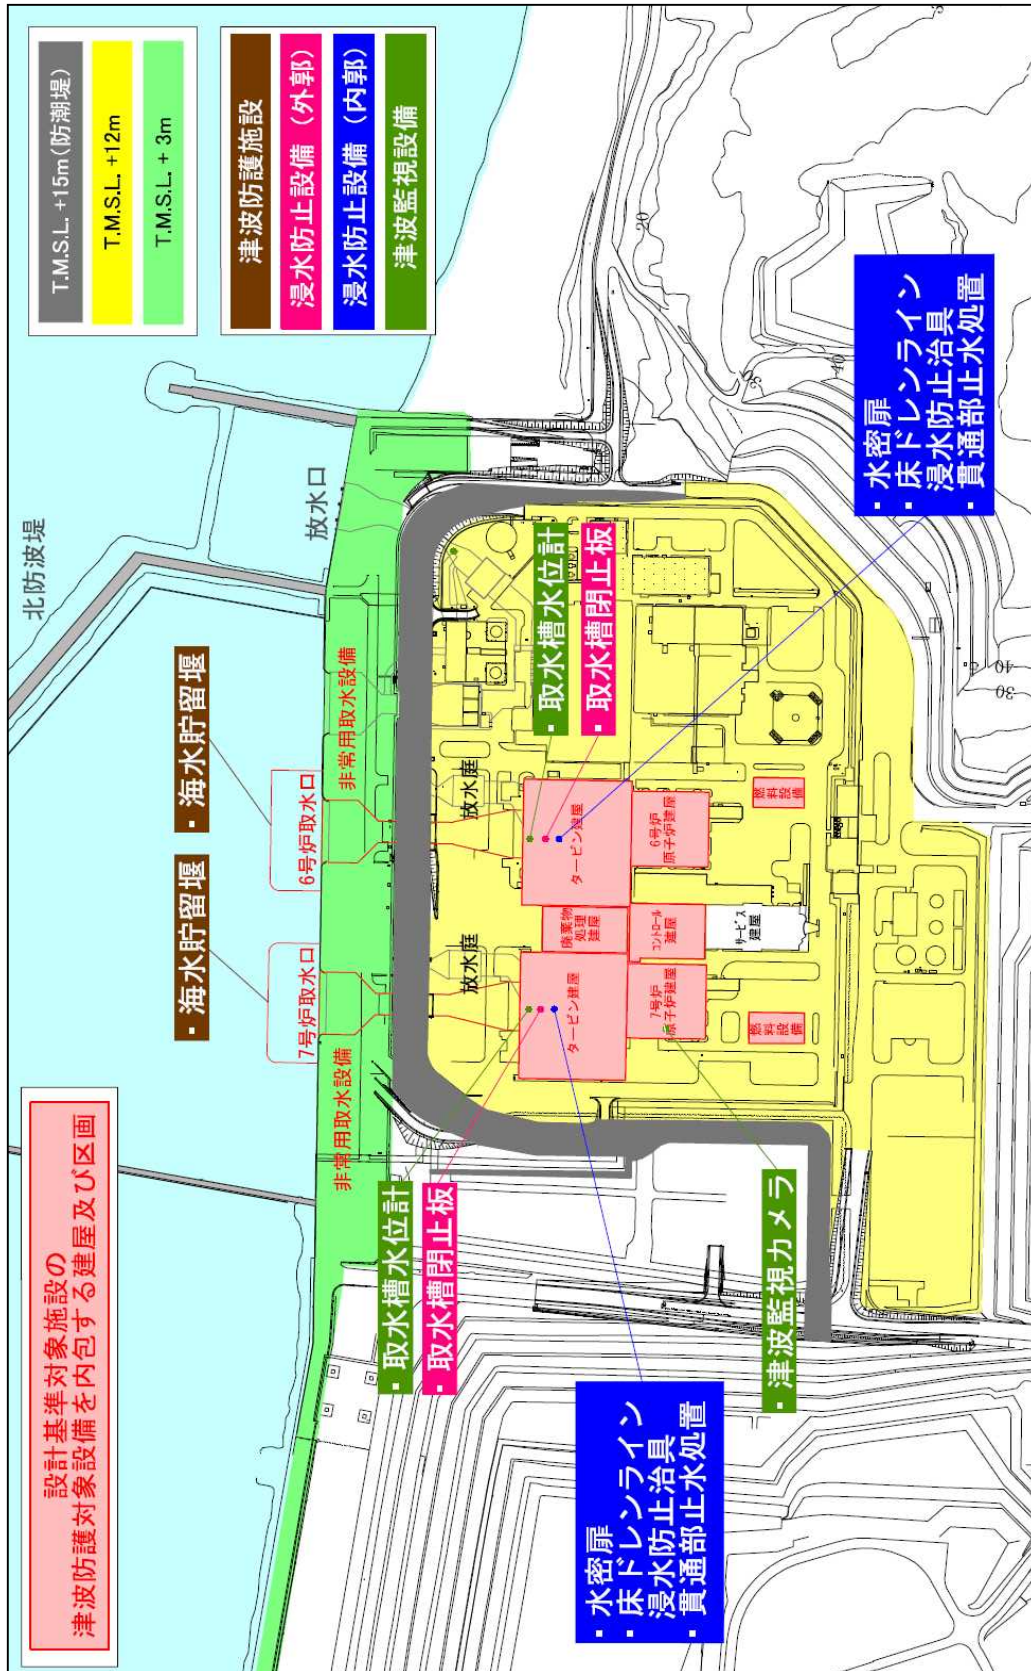 設計基準対象施設の
津波防護対象設備を内包する建屋及び区画
T.M.S.L. +15m(防潮堤)
T.M.S.L. +12m
T.M.S.L. + 3m
津波防護施設
浸水防止設備（外郭）
浸水防止設備（内郭）
津波監視設備
北防波堤
放水口
▪ 海水貯留堰
▪ 海水貯留堰
7号炉取水口
6号炉取水口
非常用取水設備
非常用取水設備
放水庭
放水庭
▪ 取水槽水位計
▪ 取水槽閉止板
▪ 取水槽水位計
▪ 取水槽閉止板
タービン建屋
廃棄物
処理
建屋
タービン建屋
7号炉
原子炉建屋
コントロール
建屋
6号炉
原子炉建屋
サービス
建屋
燃料
設備
燃料
設備
▪ 水密扉
▪ 床ドレンライン
浸水防止治具
▪ 貫通部止水処置
▪ 津波監視カメラ
▪ 水密扉
▪ 床ドレンライン
浸水防止治具
▪ 貫通部止水処置
20
30
40
40
30